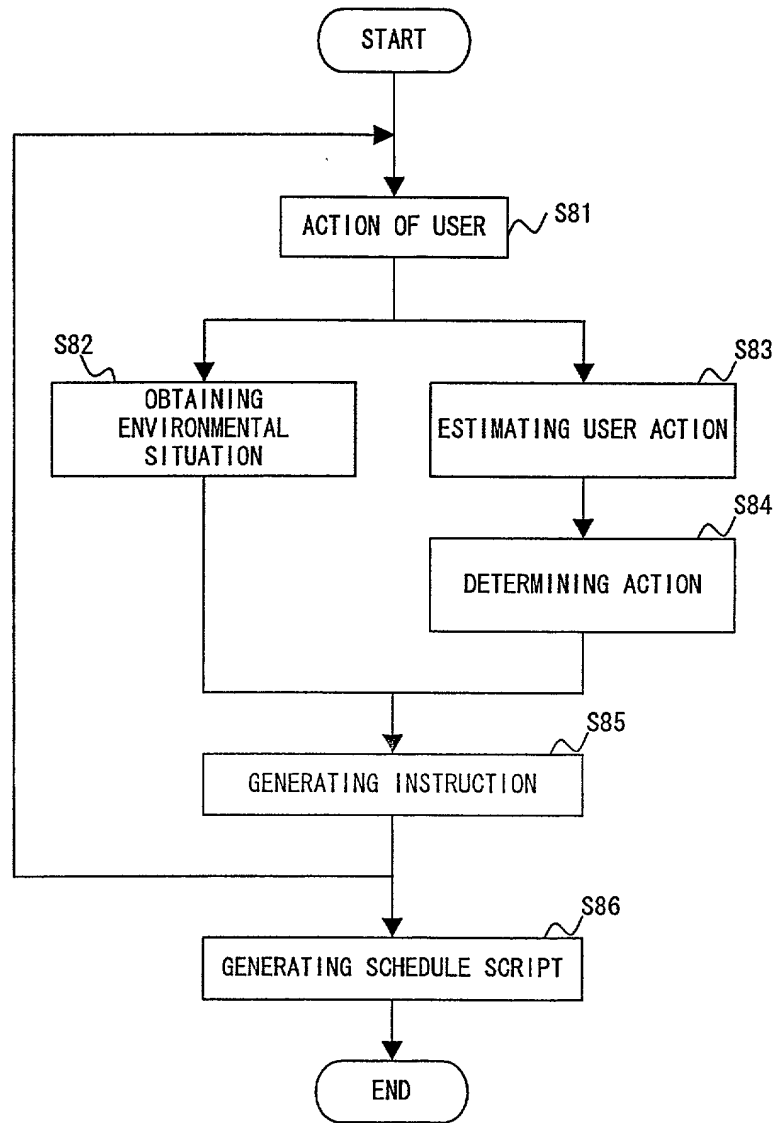 START
ACTION OF USER
S81
S82
OBTAINING
ENVIRONMENTAL
SITUATION
S83
ESTIMATING USER ACTION
S84
DETERMINING ACTION
S85
GENERATING INSTRUCTION
S86
GENERATING SCHEDULE SCRIPT
END